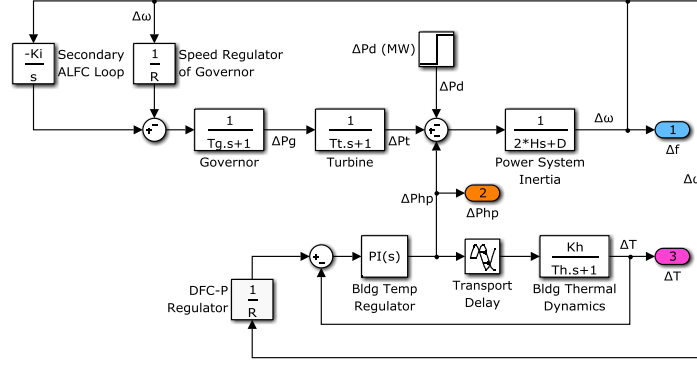 Δω
-Ki
s
Secondary
ALFC Loop
1
R
Speed Regulator
of Governor
ΔPd (MW)
ΔPd
1
Tg.s+1
Governor
ΔPg
1
Tt.s+1
Turbine
ΔPt
1
2*Hs+D
Power System
Inertia
Δω
1
Δf
Δω
ΔPhp
2
ΔPhp
DFC-P
Regulator
1
R
PI(s)
Bldg Temp
Regulator
Transport
Delay
Kh
Th.s+1
Bldg Thermal
Dynamics
ΔT
3
ΔT